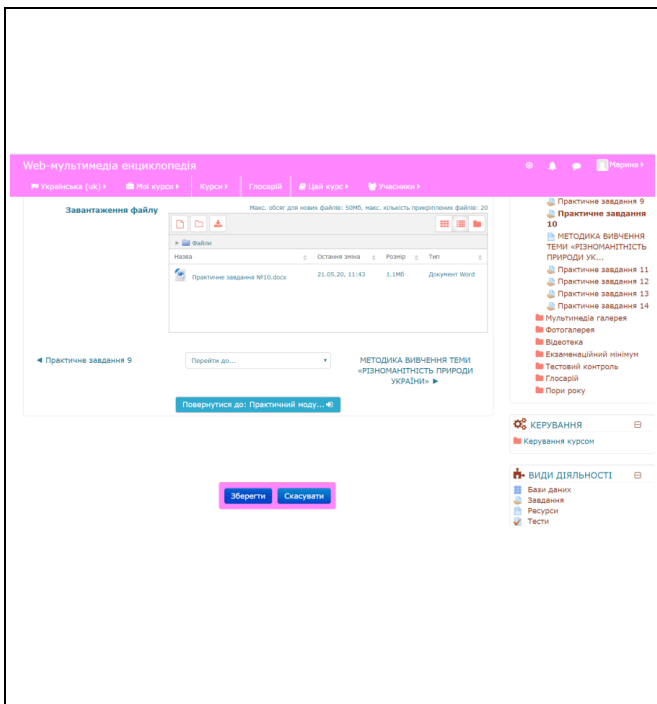 Web-мультимедіа енциклопедія
Марина
Українська (uk)
Мої курси
Курси
Глосарій
Цей курс
Учасники
Завантаження файлу
Макс. обсяг для нових файлів: 50Мб, макс. кількість прикріплених файлів: 20
Файли
Назва
Остання зміна
Розмір
Тип
Практичне завдання №10.docx
21.05.20, 11:43
1.1Мб
Документ Word
◄ Практичне завдання 9
Перейти до...
МЕТОДИКА ВИВЧЕННЯ ТЕМИ
«РІЗНОМАНІТНІСТЬ ПРИРОДИ
УКРАЇНИ» ►
Повернутися до: Практичний моду...
Зберегти
Скасувати
Практичне завдання 9
Практичне завдання
10
МЕТОДИКА ВИВЧЕННЯ
ТЕМИ «РІЗНОМАНІТНІСТЬ
ПРИРОДИ УК...
Практичне завдання 11
Практичне завдання 12
Практичне завдання 13
Практичне завдання 14
Мультимедіа галерея
Фотогалерея
Відеотека
Екзаменаційний мінімум
Тестовий контроль
Глосарій
Пори року
КЕРУВАННЯ
Керування курсом
ВИДИ ДІЯЛЬНОСТІ
Бази даних
Завдання
Ресурси
Тести